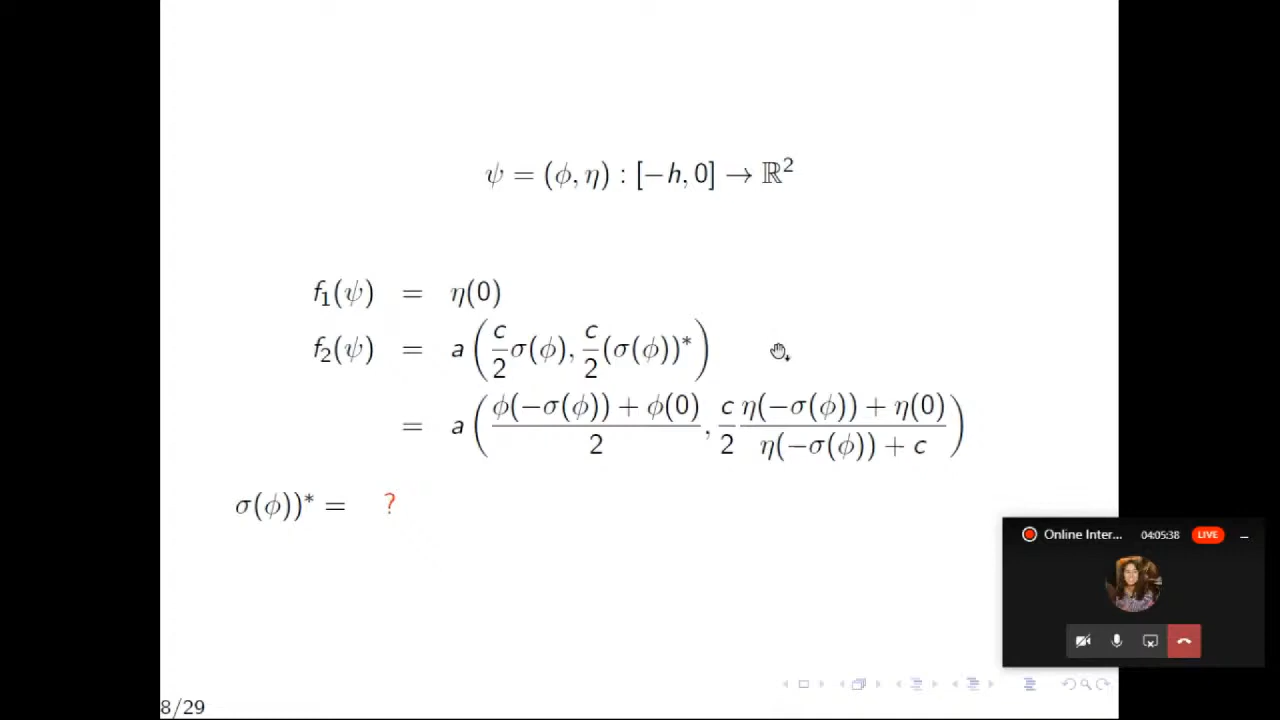 ψ = (ϕ, η) : [−h, 0] → ℝ²
f₁(ψ) = η(0)
f₂(ψ) = a ( c/2 σ(ϕ), c/2 (σ(ϕ))* )
= a ( (ϕ(−σ(ϕ)) + ϕ(0))/2, c/2 (η(−σ(ϕ)) + η(0))/(η(−σ(ϕ)) + c) )
σ(ϕ))* = ?
Online Inter... 04:05:38 LIVE
8/29